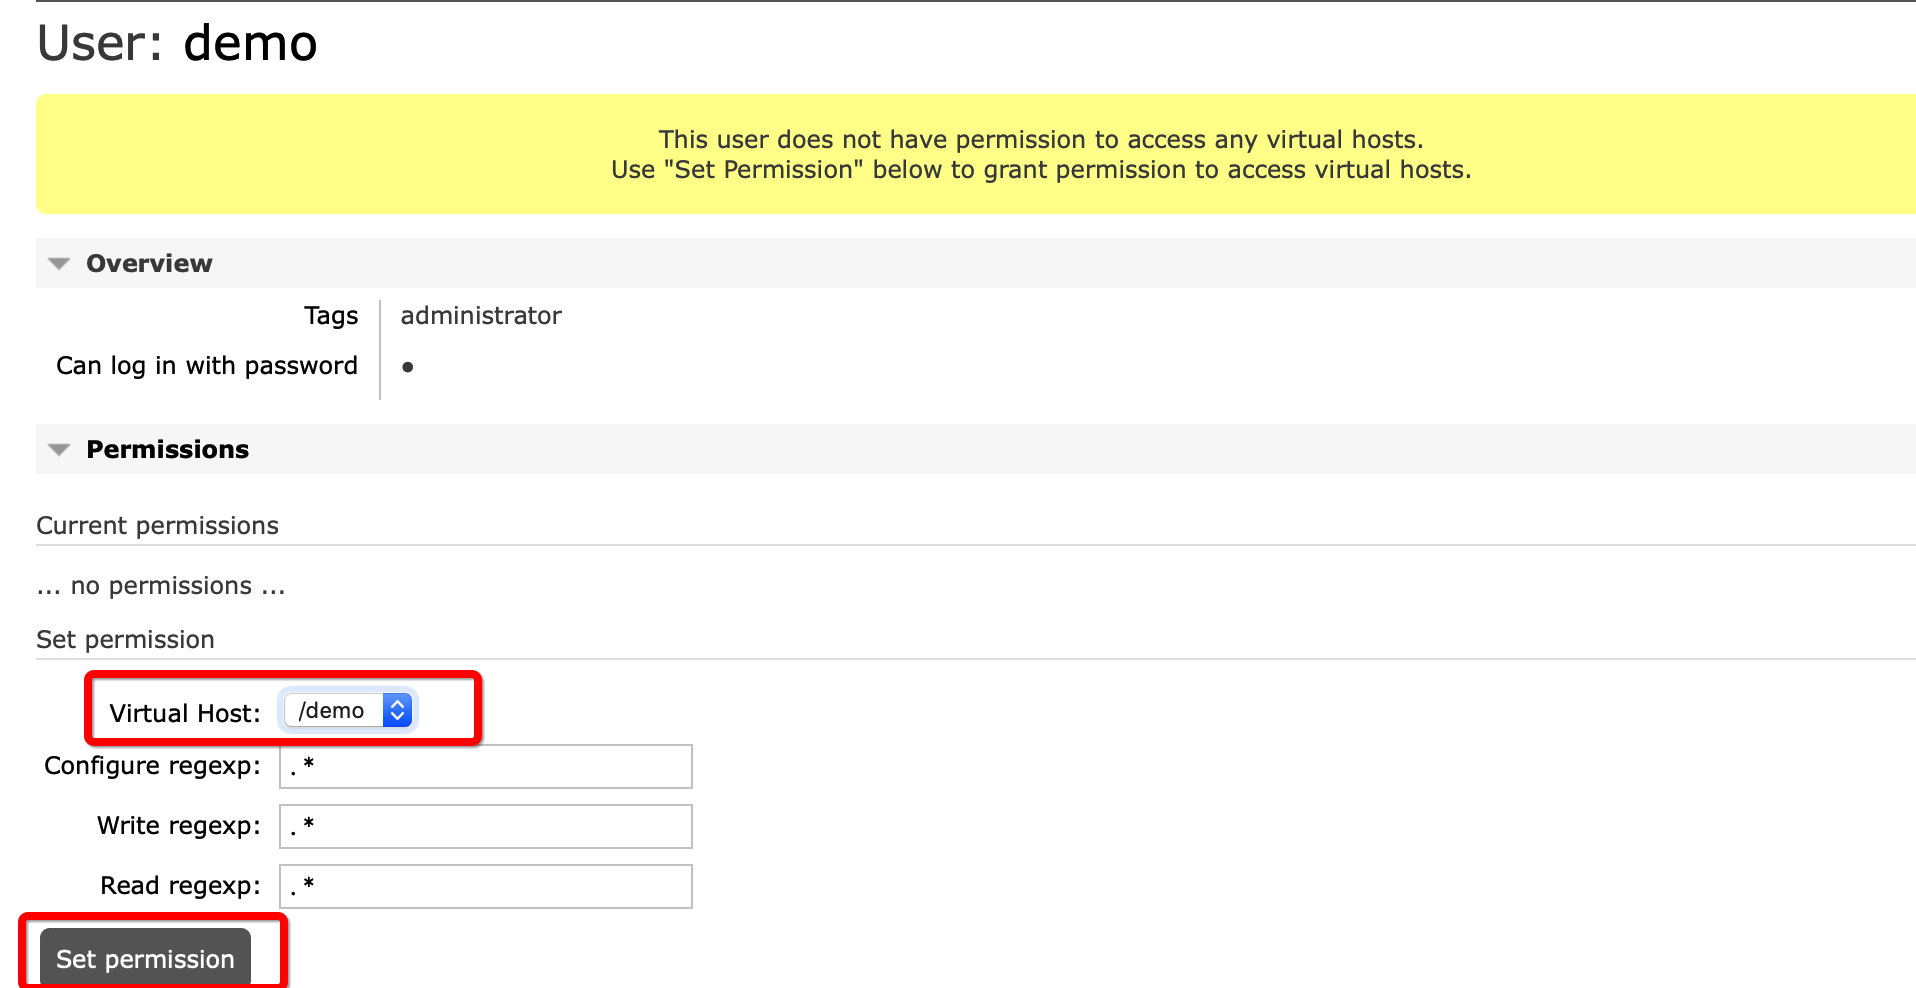 User: demo
This user does not have permission to access any virtual hosts.
Use "Set Permission" below to grant permission to access virtual hosts.
Overview
Tags administrator
Can log in with password ●
Permissions
Current permissions
... no permissions ...
Set permission
Virtual Host: /demo
Configure regexp: .*
Write regexp: .*
Read regexp: .*
Set permission